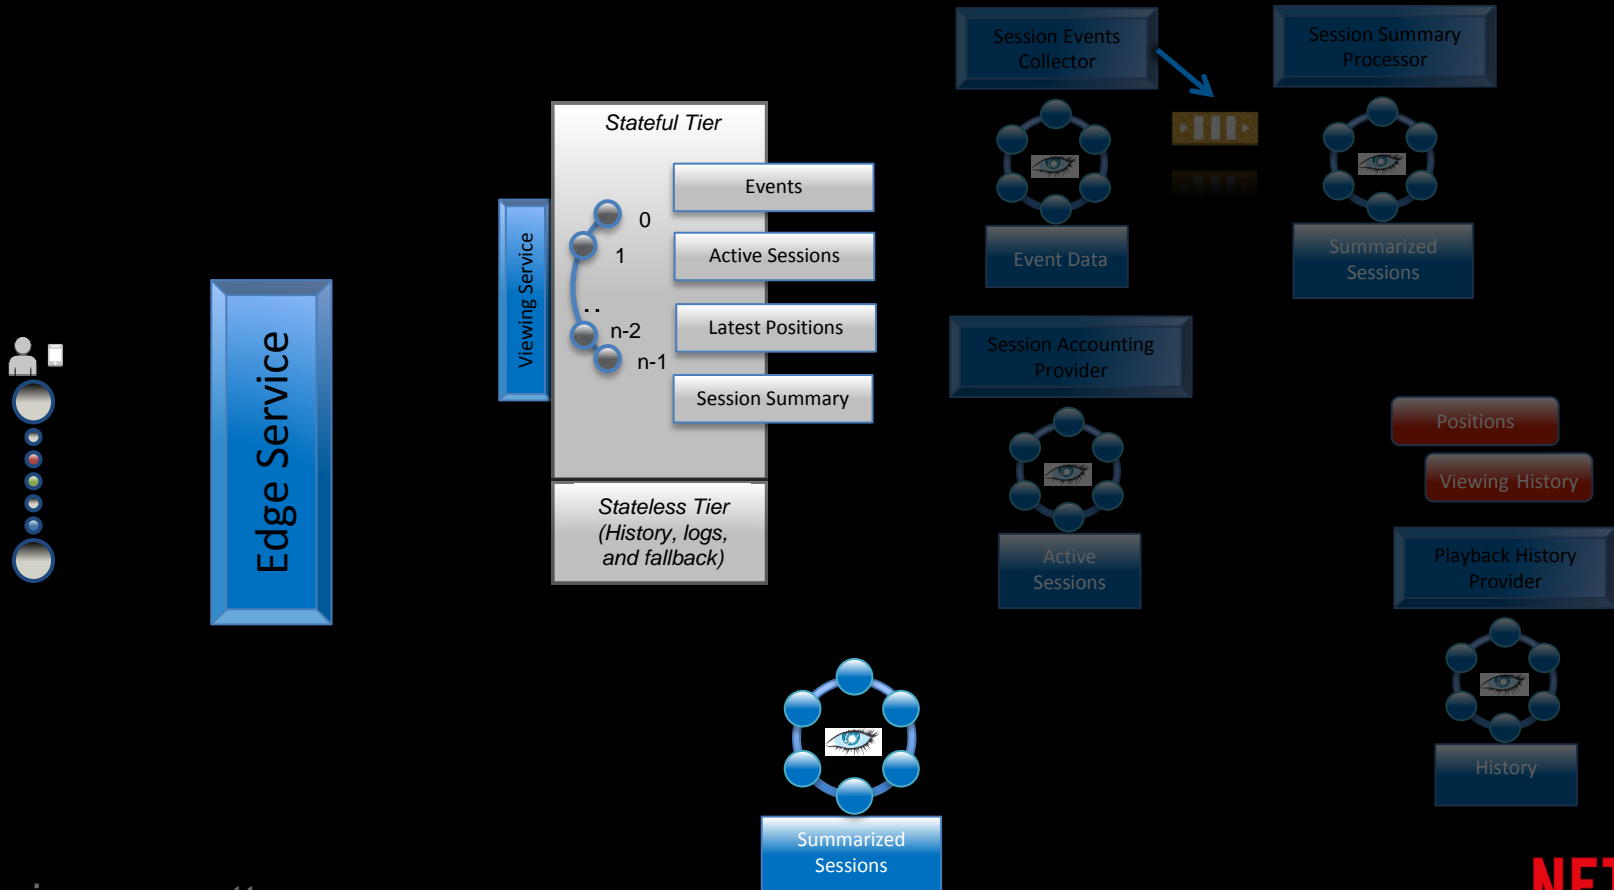 Session Events
Collector
Session Summary
Processor
Stateful Tier
Events
0
Viewing Service
1
Active Sessions
Event Data
Summarized
Sessions
..
n-2
Latest Positions
n-1
Session Summary
Edge Service
Session Accounting
Provider
Positions
Viewing History
Stateless Tier
(History, logs,
and fallback)
Active
Sessions
Playback History
Provider
History
Summarized
Sessions
NET